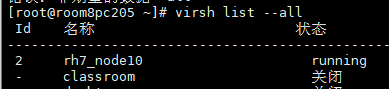 [root@room8pc205 ~]# virsh list --all
Id 名称 状态
----------------------------------------------------
2 rh7_node10 running
- classroom 关闭